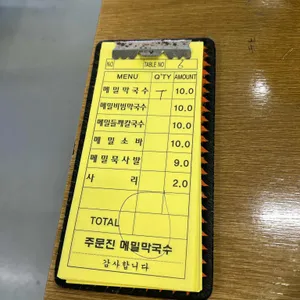 NO TABLE NO 6
MENU Q'TY AMOUNT
메밀막국수 T 10.0
메밀비빔막국수 10.0
메밀들깨칼국수 10.0
메밀소바 10.0
메밀묵사발 9.0
사리 2.0
TOTAL
주문진 메밀막국수
감사합니다